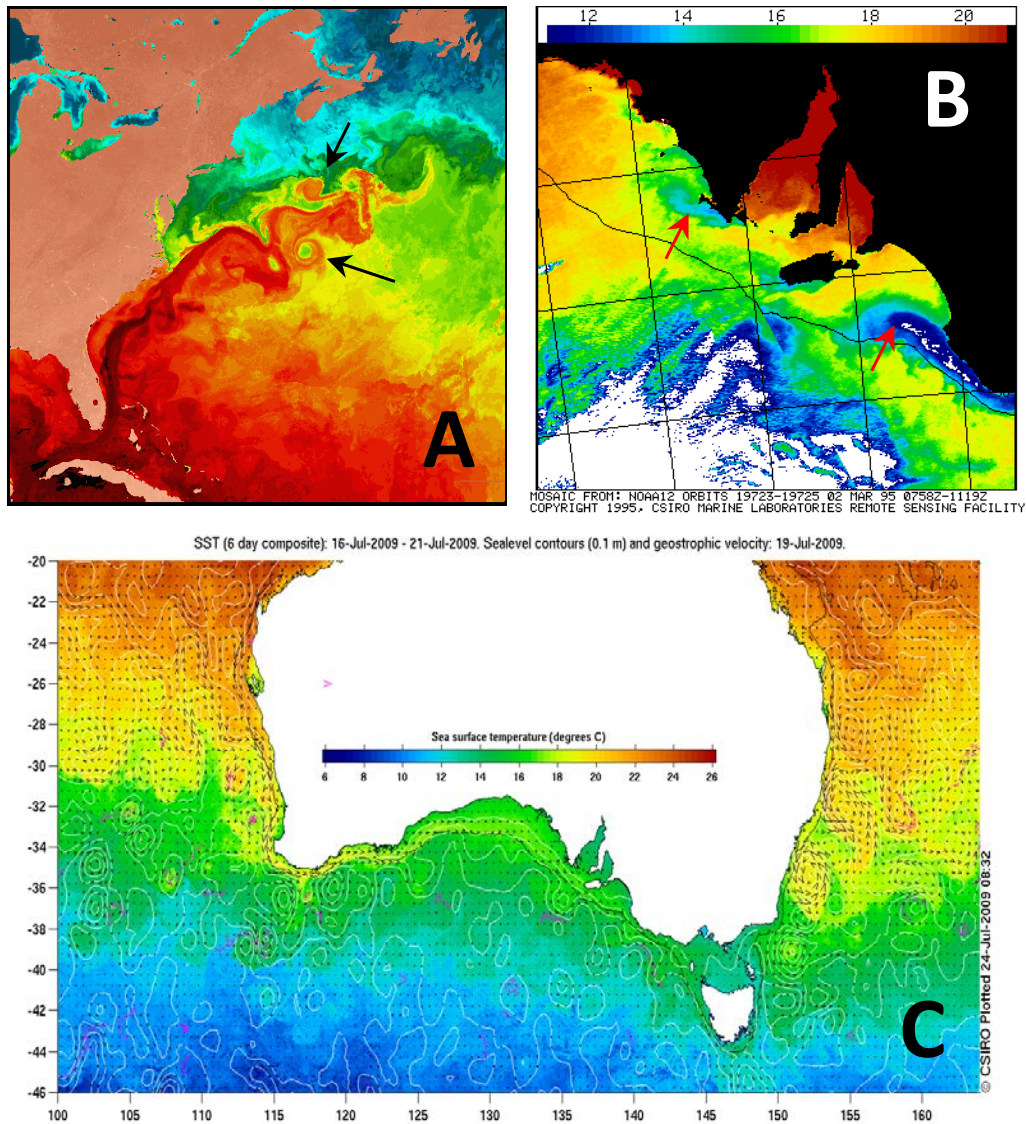 A
12 14 16 18 20
B
MOSAIC FROM: NOAA12 ORBITS 19723-19725 02 MAR 95 0758Z-1119Z
COPYRIGHT 1995, CSIRO MARINE LABORATORIES REMOTE SENSING FACILITY
SST (6 day composite): 16-Jul-2009 - 21-Jul-2009. Sealevel contours (0.1 m) and geostrophic velocity: 19-Jul-2009.
-20
-22
-24
-26
-28
-30
-32
-34
-36
-38
-40
-42
-44
-46
Sea surface temperature (degrees C)
6 8 10 12 14 16 18 20 22 24 26
C
© CSIRO Plotted 24-Jul-2009 08:32
100 105 110 115 120 125 130 135 140 145 150 155 160